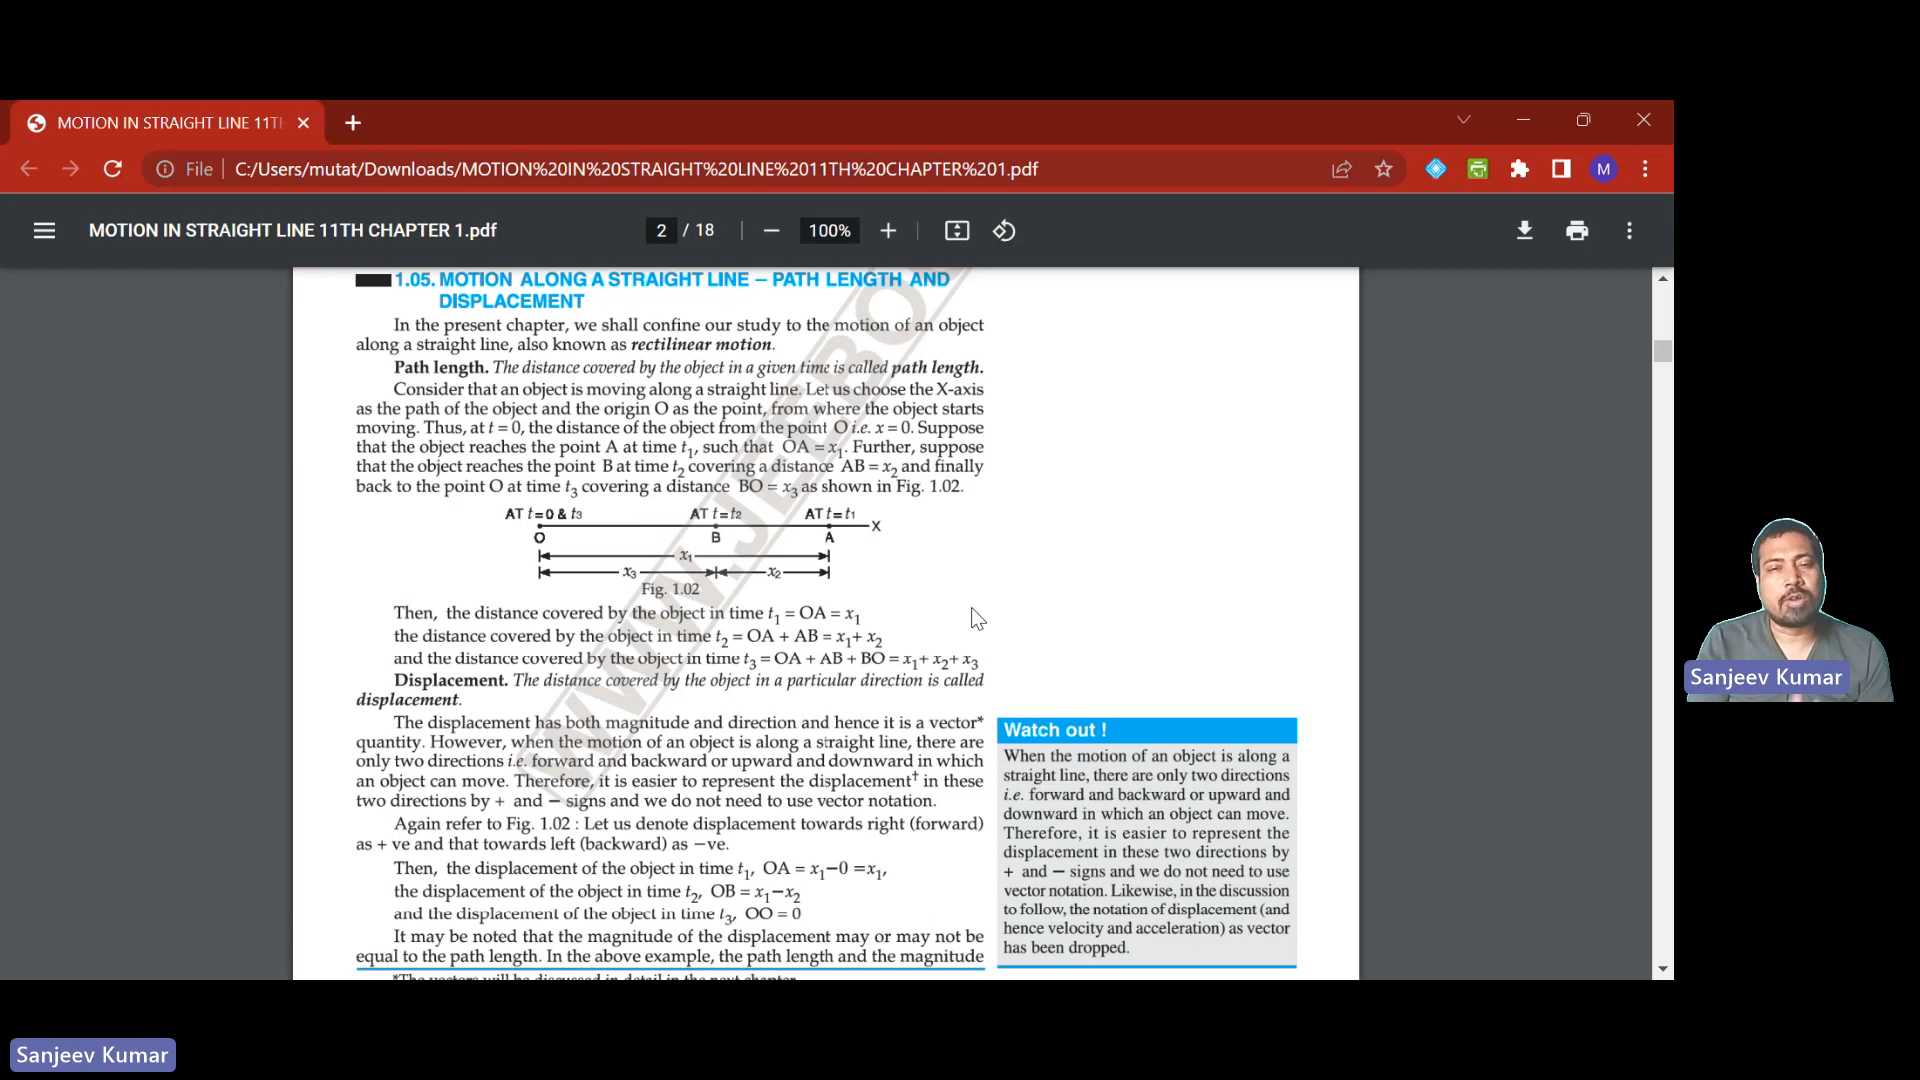 MOTION IN STRAIGHT LINE 11TH
File
C:/Users/mutat/Downloads/MOTION%20IN%20STRAIGHT%20LINE%2011TH%20CHAPTER%201.pdf
M
MOTION IN STRAIGHT LINE 11TH CHAPTER 1.pdf
2 / 18
100%
1.05. MOTION ALONG A STRAIGHT LINE – PATH LENGTH AND
DISPLACEMENT
In the present chapter, we shall confine our study to the motion of an object
along a straight line, also known as rectilinear motion.
Path length. The distance covered by the object in a given time is called path length.
Consider that an object is moving along a straight line. Let us choose the X-axis
as the path of the object and the origin O as the point, from where the object starts
moving. Thus, at t = 0, the distance of the object from the point O i.e. x = 0. Suppose
that the object reaches the point A at time t₁, such that OA = x₁. Further, suppose
that the object reaches the point B at time t₂ covering a distance AB = x₂ and finally
back to the point O at time t₃ covering a distance BO = x₃ as shown in Fig. 1.02.
AT t=0 & t₃ AT t=t₂ AT t=t₁
X
O B A
x₁
x₃ x₂
Fig. 1.02
Then, the distance covered by the object in time t₁ = OA = x₁
the distance covered by the object in time t₂ = OA + AB = x₁+ x₂
and the distance covered by the object in time t₃ = OA + AB + BO = x₁+ x₂+ x₃
Displacement. The distance covered by the object in a particular direction is called
displacement.
The displacement has both magnitude and direction and hence it is a vector*
quantity. However, when the motion of an object is along a straight line, there are
only two directions i.e. forward and backward or upward and downward in which
an object can move. Therefore, it is easier to represent the displacement† in these
two directions by + and − signs and we do not need to use vector notation.
Again refer to Fig. 1.02 : Let us denote displacement towards right (forward)
as + ve and that towards left (backward) as −ve.
Then, the displacement of the object in time t₁, OA = x₁−0 =x₁,
the displacement of the object in time t₂, OB = x₁−x₂
and the displacement of the object in time t₃, OO = 0
It may be noted that the magnitude of the displacement may or may not be
equal to the path length. In the above example, the path length and the magnitude
*The vectors will be discussed in detail in the next chapter
Watch out !
When the motion of an object is along a
straight line, there are only two directions
i.e. forward and backward or upward and
downward in which an object can move.
Therefore, it is easier to represent the
displacement in these two directions by
+ and − signs and we do not need to use
vector notation. Likewise, in the discussion
to follow, the notation of displacement (and
hence velocity and acceleration) as vector
has been dropped.
WWW.JEEBO
Sanjeev Kumar
Sanjeev Kumar